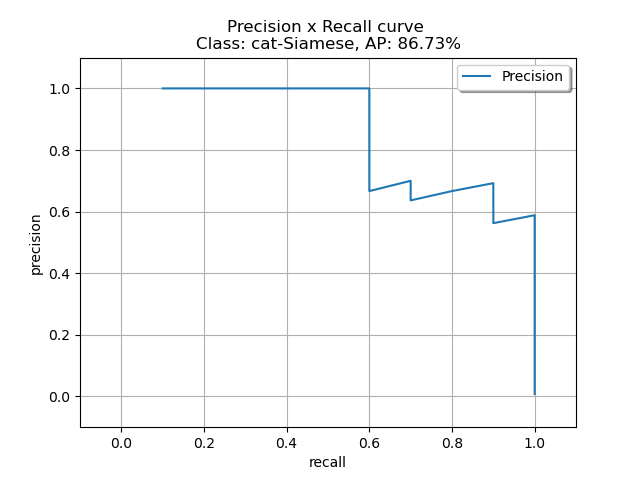 Precision x Recall curve
Class: cat-Siamese, AP: 86.73%
Precision
1.0
0.8
0.6
0.4
0.2
0.0
precision
0.0 0.2 0.4 0.6 0.8 1.0
recall